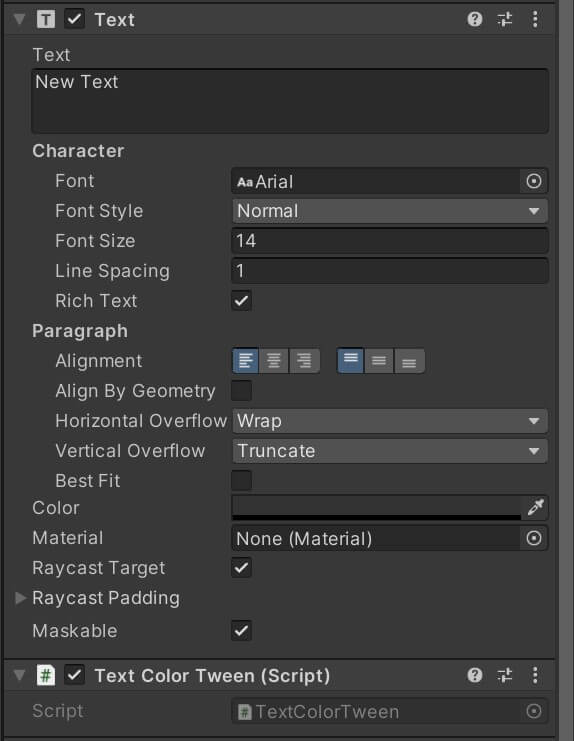 Text
Text
New Text
Character
Font Aa Arial
Font Style Normal
Font Size 14
Line Spacing 1
Rich Text
Paragraph
Alignment
Align By Geometry
Horizontal Overflow Wrap
Vertical Overflow Truncate
Best Fit
Color
Material None (Material)
Raycast Target
Raycast Padding
Maskable
# Text Color Tween (Script)
Script # TextColorTween